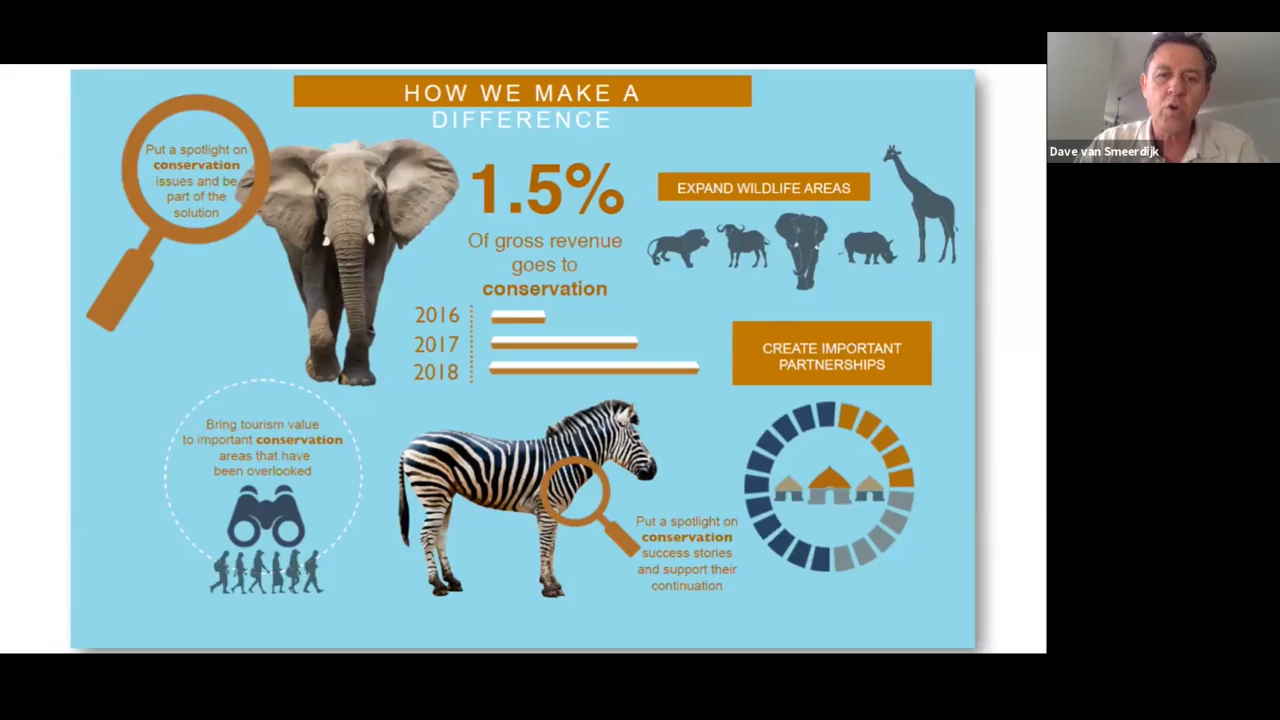 HOW WE MAKE A
DIFFERENCE
Put a spotlight on
conservation
issues and be
part of the
solution
1.5%
Of gross revenue
goes to
conservation
2016
2017
2018
EXPAND WILDLIFE AREAS
CREATE IMPORTANT
PARTNERSHIPS
Bring tourism value
to important conservation
areas that have
been overlooked
Put a spotlight on
conservation
success stories
and support their
continuation
Dave van Smeerdijk